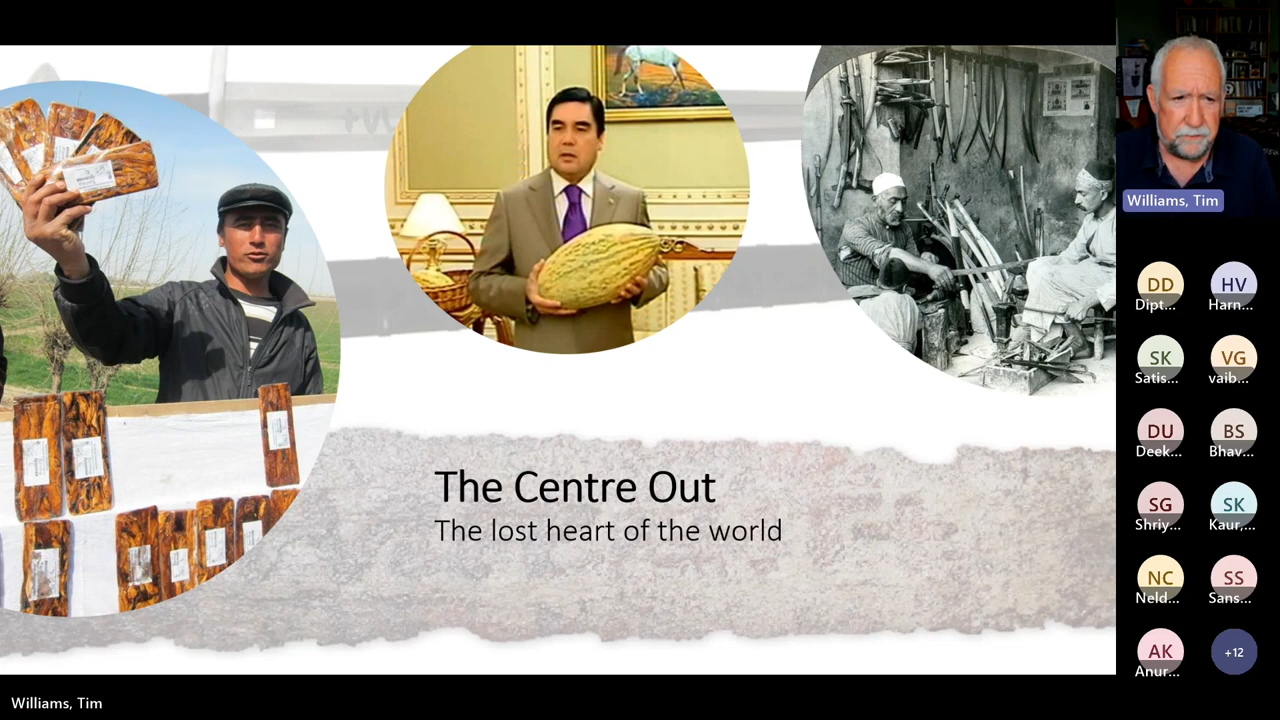 The Centre Out
The lost heart of the world
Williams, Tim
DD
Dipt...
HV
Harn...
SK
Satis...
VG
vaib...
DU
Deek...
BS
Bhav...
SG
Shriy...
SK
Kaur,...
NC
Neld...
SS
Sans...
AK
Anur...
+12
Williams, Tim